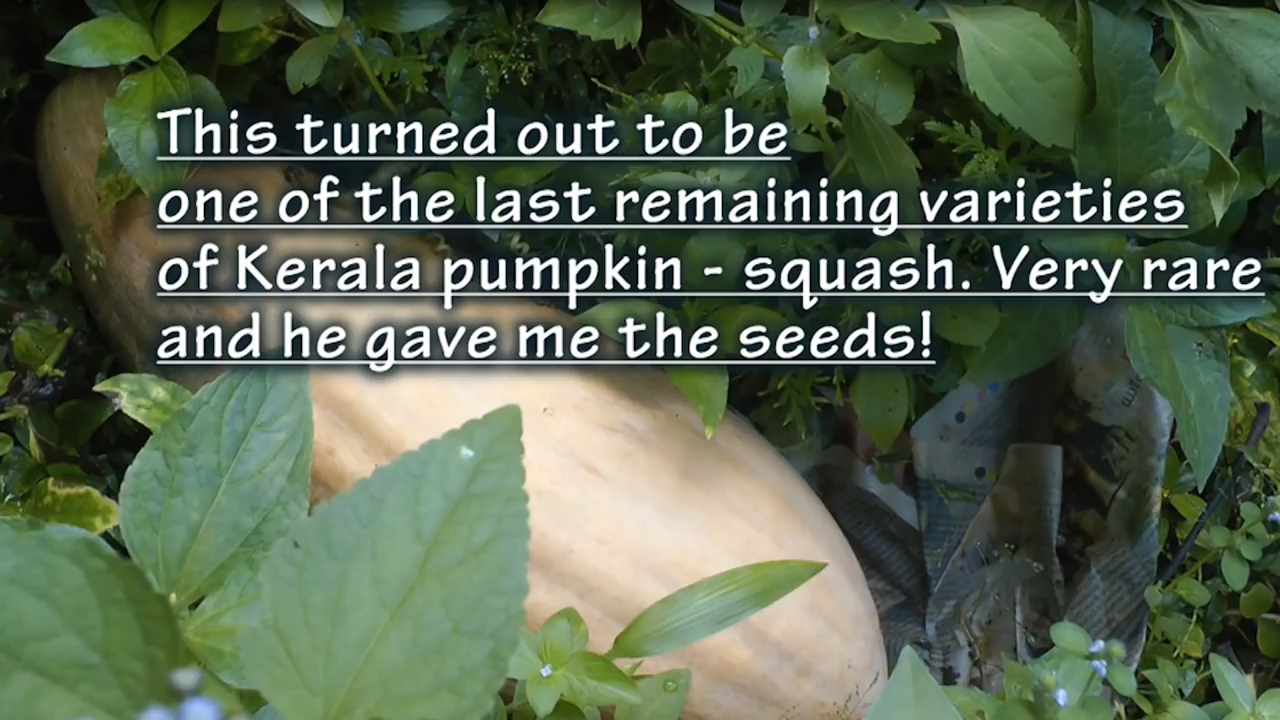 This turned out to be
one of the last remaining varieties
of Kerala pumpkin - squash. Very rare
and he gave me the seeds!